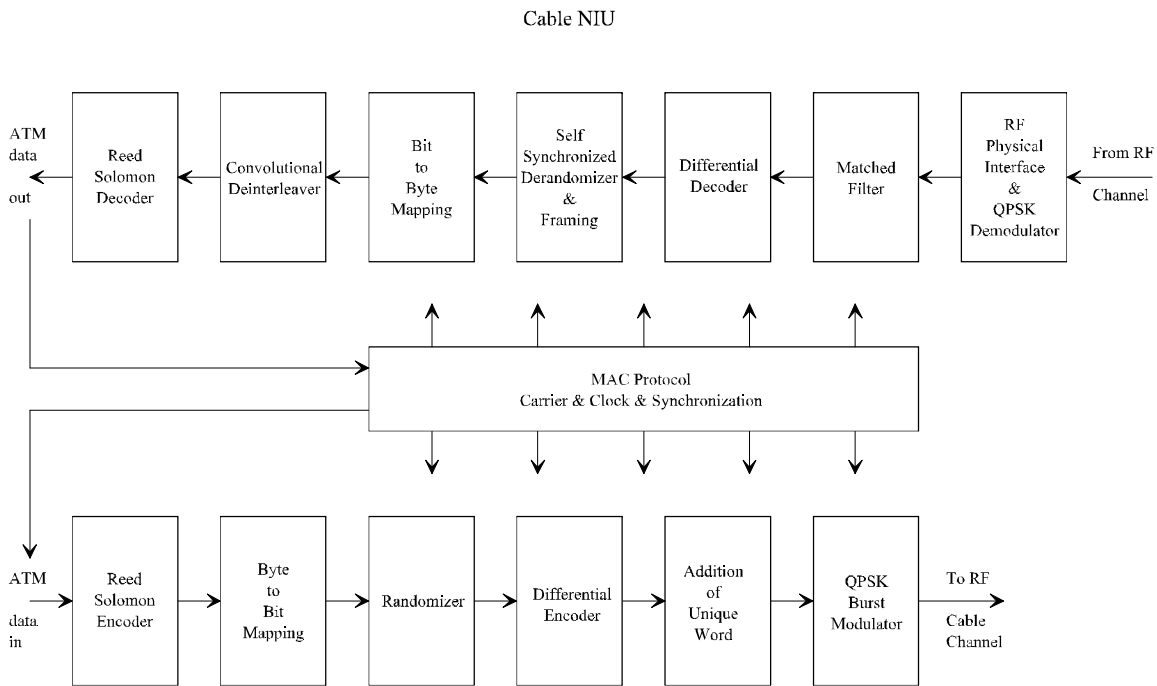 Cable NIU
ATM
data
out
Reed
Solomon
Decoder
Convolutional
Deinterleaver
Bit
to
Byte
Mapping
Self
Synchronized
Derandomizer
&
Framing
Differential
Decoder
Matched
Filter
RF
Physical
Interface
&
QPSK
Demodulator
From RF
Channel
MAC Protocol
Carrier & Clock & Synchronization
ATM
data
in
Reed
Solomon
Encoder
Byte
to
Bit
Mapping
Randomizer
Differential
Encoder
Addition
of
Unique
Word
QPSK
Burst
Modulator
To RF
Cable
Channel